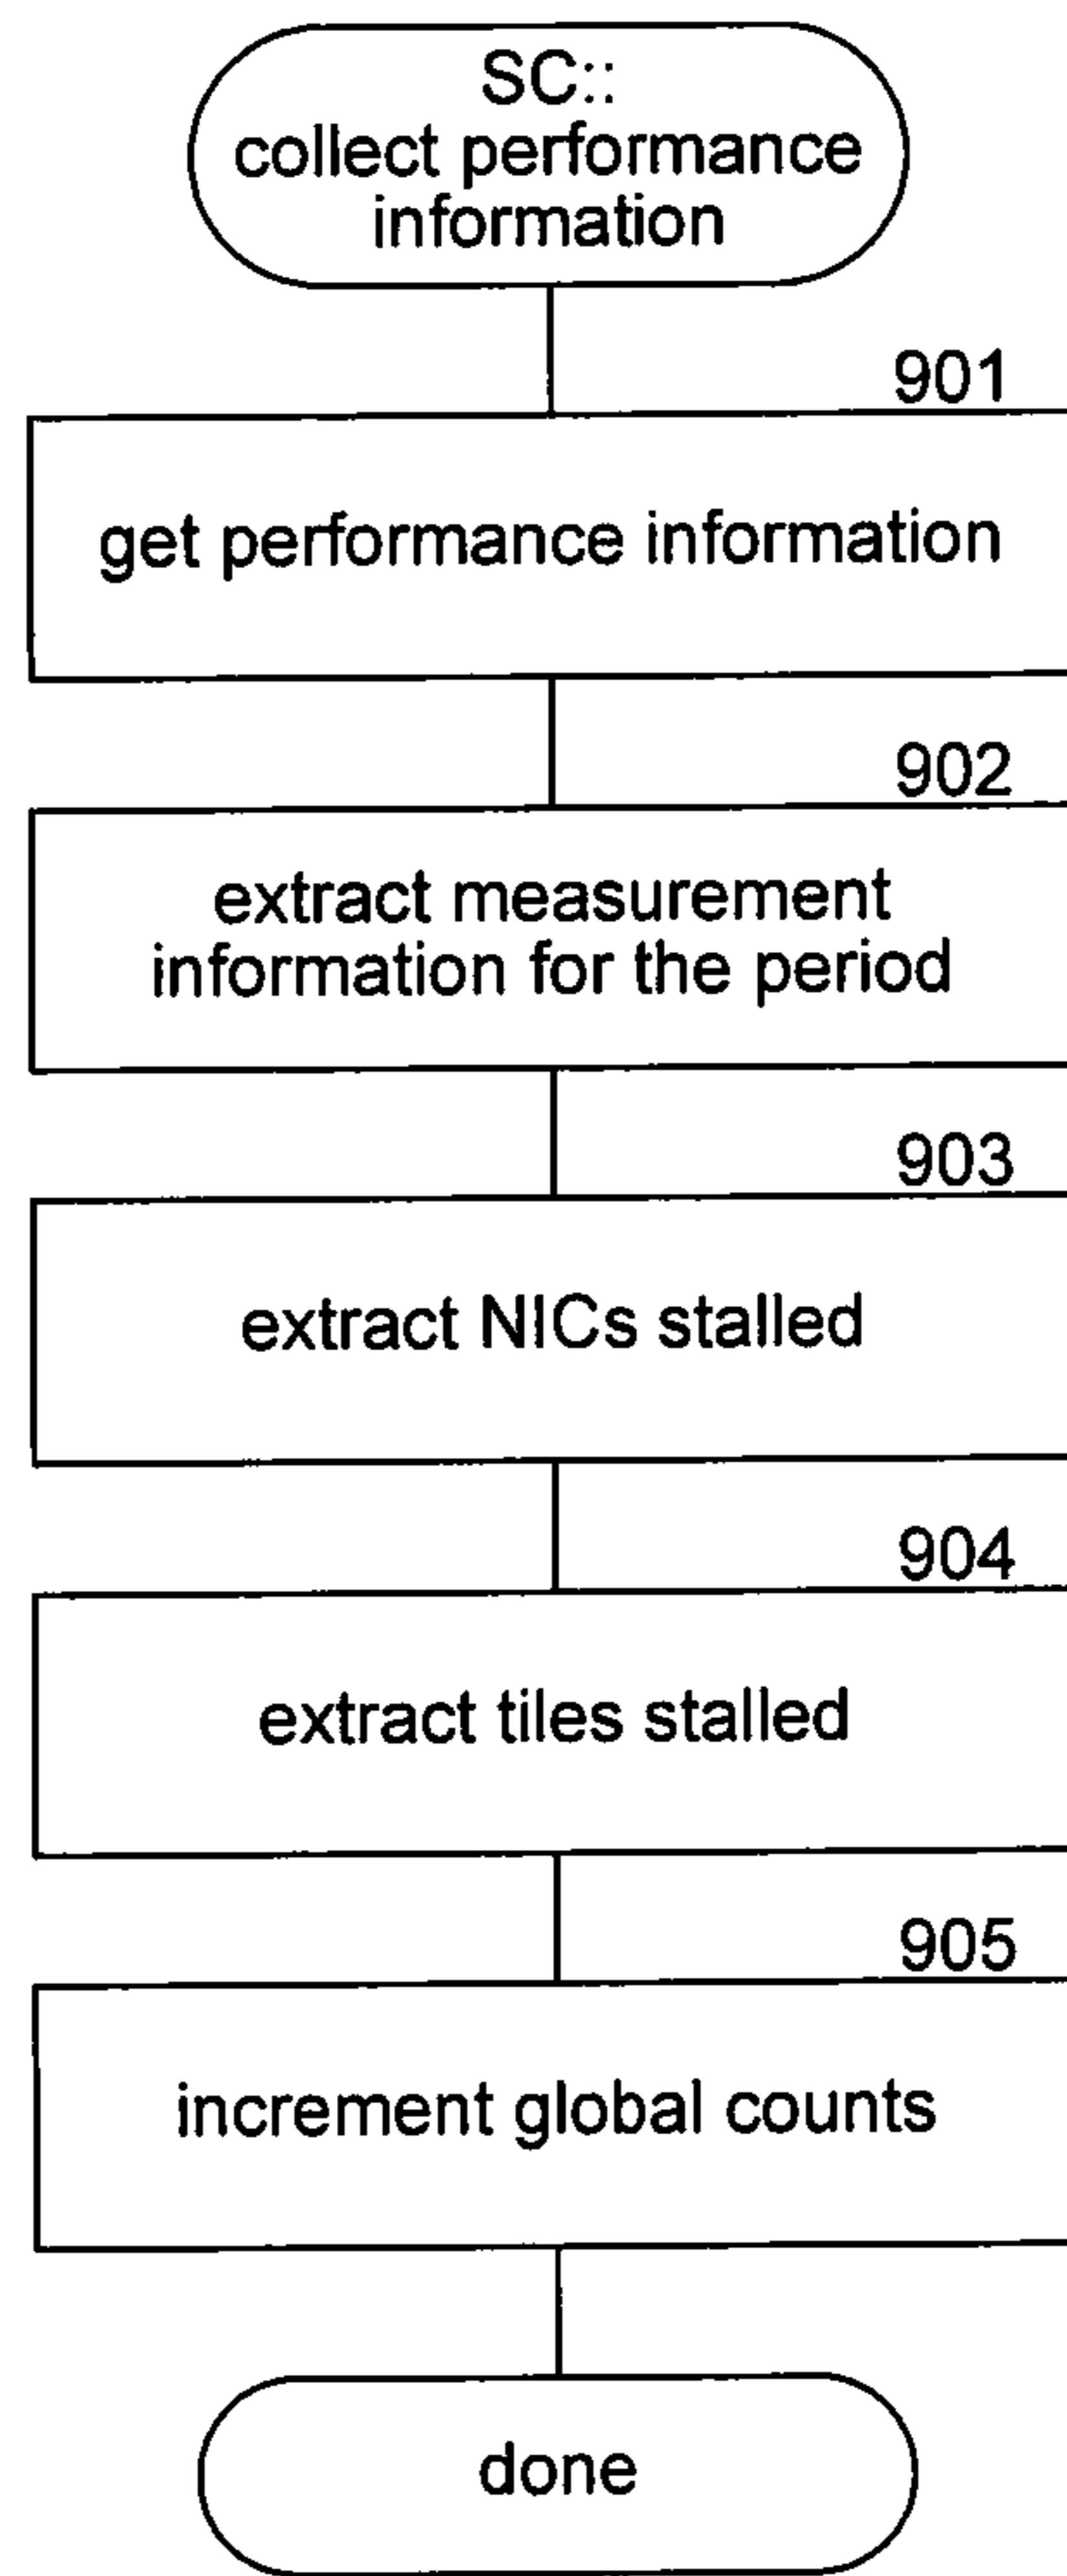 SC::
collect performance
information
901
get performance information
902
extract measurement
information for the period
903
extract NICs stalled
904
extract tiles stalled
905
increment global counts
done